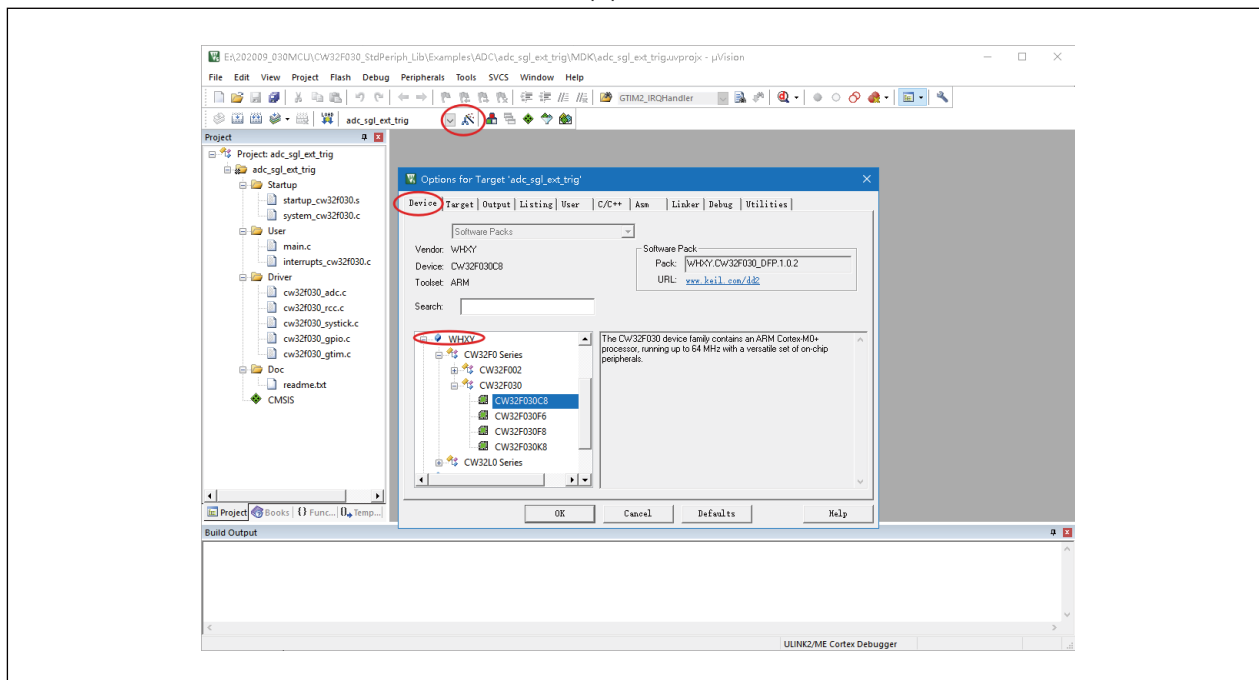 E:\202009_030MCU\CW32F030_StdPeriph_Lib\Examples\ADC\adc_sgl_ext_trig\MDK\adc_sgl_ext_trig.uvprojx - µVision
File Edit View Project Flash Debug Peripherals Tools SVCS Window Help
GTIM2_IRQHandler
LOAD adc_sgl_ext_trig
Project
Project: adc_sgl_ext_trig
adc_sgl_ext_trig
Startup
startup_cw32f030.s
system_cw32f030.c
User
main.c
interrupts_cw32f030.c
Driver
cw32f030_adc.c
cw32f030_rcc.c
cw32f030_systick.c
cw32f030_gpio.c
cw32f030_gtim.c
Doc
readme.txt
CMSIS
Project Books {} Func... Temp...
Options for Target 'adc_sgl_ext_trig'
Device Target Output Listing User C/C++ Asm Linker Debug Utilities
Software Packs
Vendor: WHXY
Device: CW32F030C8
Toolset: ARM
Search:
Software Pack
Pack: WHXY.CW32F030_DFP.1.0.2
URL: www.keil.com/dd2
WHXY
CW32F0 Series
CW32F002
CW32F030
CW32F030C8
CW32F030F6
CW32F030F8
CW32F030K8
CW32L0 Series
The CW32F030 device family contains an ARM Cortex-M0+
processor, running up to 64 MHz with a versatile set of on-chip
peripherals.
OK Cancel Defaults Help
Build Output
ULINK2/ME Cortex Debugger